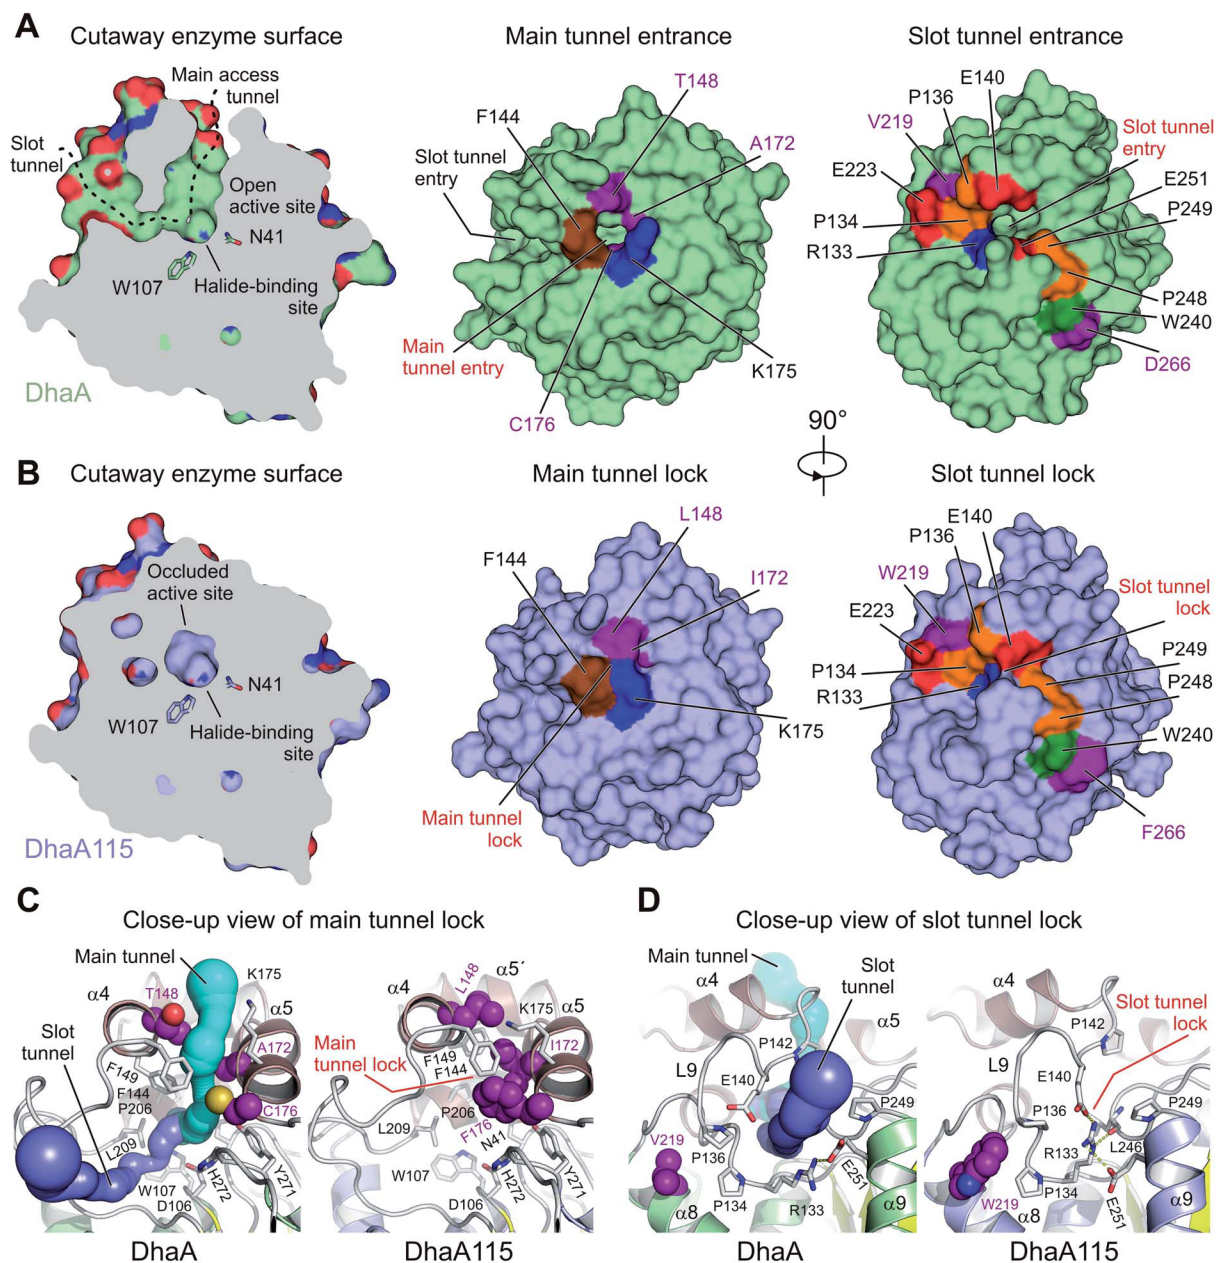 A
Cutaway enzyme surface
Main access
tunnel
Slot
tunnel
Open
active site
N41
W107
Halide-binding
site
DhaA
Main tunnel entrance
T148
F144
A172
Slot tunnel
entry
Main
tunnel entry
K175
C176
Slot tunnel entrance
E140
P136
V219
Slot tunnel
entry
E223
E251
P249
P134
R133
P248
W240
D266
90°
B
Cutaway enzyme surface
Occluded
active site
N41
W107
Halide-binding
site
DhaA115
Main tunnel lock
L148
F144
I172
K175
Main tunnel
lock
Slot tunnel lock
E140
P136
W219
Slot tunnel
lock
E223
P249
P134
P248
R133
W240
F266
C
Close-up view of main tunnel lock
Main tunnel
K175
α4
T148
α5
Slot
tunnel
A172
F149
F144
P206
C176
L209
W107
D106
H272
Y271
DhaA
α5´
α4
L148
K175
α5
Main
tunnel lock
F149
F144
I172
P206
L209
F176
N41
W107
D106
H272
Y271
DhaA115
D
Close-up view of slot tunnel lock
Main tunnel
Slot
tunnel
α4
α5
P142
L9
E140
P249
V219
P136
P134
R133
E251
α8
α9
DhaA
α4
Slot tunnel
lock
P142
L9
E140
P136
P249
R133
L246
W219
P134
E251
α8
α9
DhaA115